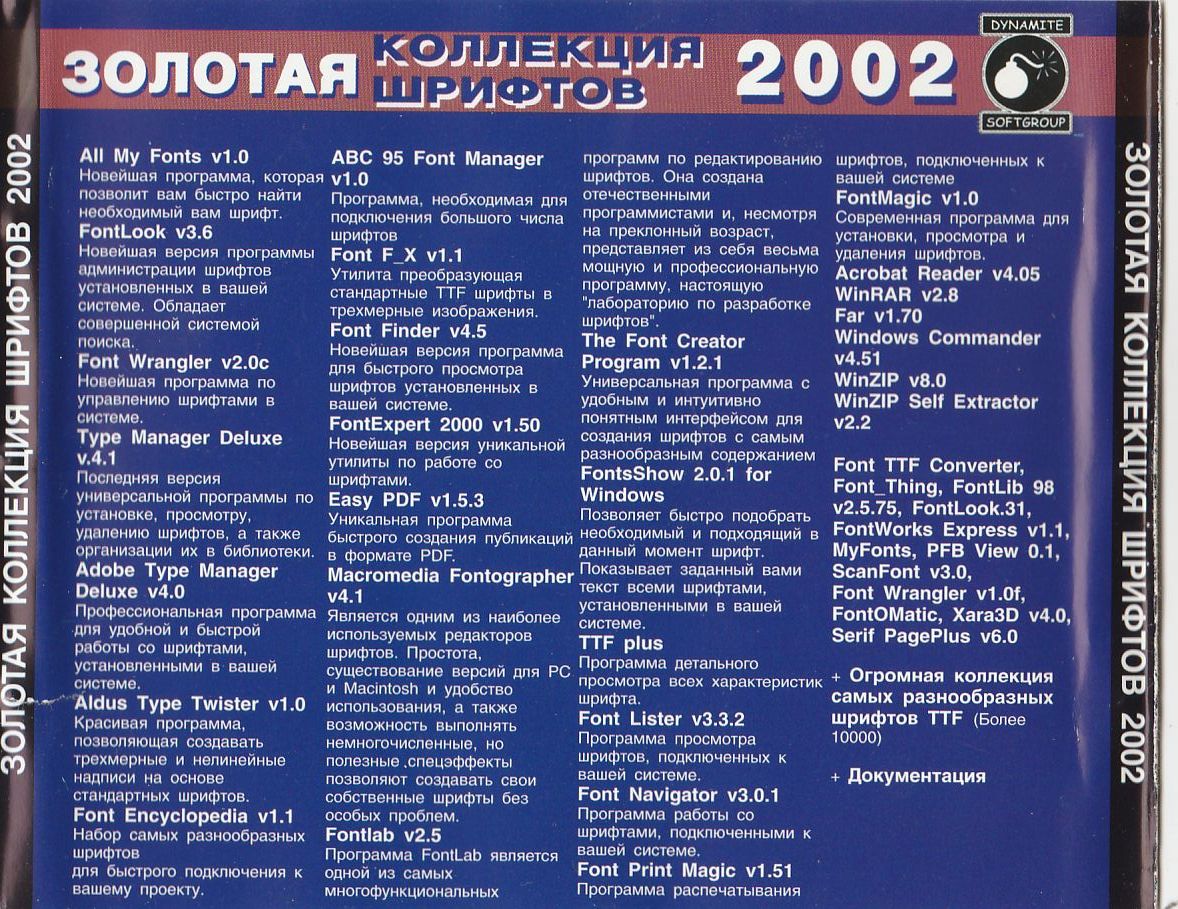 ЗОЛОТАЯ
КОЛЛЕКЦИЯ
ШРИФТОВ
2002
DYNAMITE
SOFTGROUP
ЗОЛОТАЯ КОЛЛЕКЦИЯ ШРИФТОВ 2002
All My Fonts v1.0
Новейшая программа, которая
позволит вам быстро найти
необходимый вам шрифт.
FontLook v3.6
Новейшая версия программы
администрации шрифтов
установленных в вашей
системе. Обладает
совершенной системой
поиска.
Font Wrangler v2.0c
Новейшая программа по
управлению шрифтами в
системе.
Type Manager Deluxe
v.4.1
Последняя версия
универсальной программы по
установке, просмотру,
удалению шрифтов, а также
организации их в библиотеки.
Adobe Type Manager
Deluxe v4.0
Профессиональная программа
для удобной и быстрой
работы со шрифтами,
установленными в вашей
системе.
Aldus Type Twister v1.0
Красивая программа,
позволяющая создавать
трехмерные и нелинейные
надписи на основе
стандартных шрифтов.
Font Encyclopedia v1.1
Набор самых разнообразных
шрифтов
для быстрого подключения к
вашему проекту.
ABC 95 Font Manager
v1.0
Программа, необходимая для
подключения большого числа
шрифтов
Font F_X v1.1
Утилита преобразующая
стандартные TTF шрифты в
трехмерные изображения.
Font Finder v4.5
Новейшая версия программа
для быстрого просмотра
шрифтов установленных в
вашей системе.
FontExpert 2000 v1.50
Новейшая версия уникальной
утилиты по работе со
шрифтами.
Easy PDF v1.5.3
Уникальная программа
быстрого создания публикаций
в формате PDF.
Macromedia Fontographer
v4.1
Является одним из наиболее
используемых редакторов
шрифтов. Простота,
существование версий для PC
и Macintosh и удобство
использования, а также
возможность выполнять
немногочисленные, но
полезные .спецэффекты
позволяют создавать свои
собственные шрифты без
особых проблем.
Fontlab v2.5
Программа FontLab является
одной из самых
многофункциональных
программ по редактированию
шрифтов. Она создана
отечественными
программистами и, несмотря
на преклонный возраст,
представляет из себя весьма
мощную и профессиональную
программу, настоящую
"лабораторию по разработке
шрифтов".
The Font Creator
Program v1.2.1
Универсальная программа с
удобным и интуитивно
понятным интерфейсом для
создания шрифтов с самым
разнообразным содержанием
FontsShow 2.0.1 for
Windows
Позволяет быстро подобрать
необходимый и подходящий в
данный момент шрифт.
Показывает заданный вами
текст всеми шрифтами,
установленными в вашей
системе.
TTF plus
Программа детального
просмотра всех характеристик
шрифта.
Font Lister v3.3.2
Программа просмотра
шрифтов, подключенных к
вашей системе.
Font Navigator v3.0.1
Программа работы со
шрифтами, подключенными к
вашей системе.
Font Print Magic v1.51
Программа распечатывания
шрифтов, подключенных к
вашей системе
FontMagic v1.0
Современная программа для
установки, просмотра и
удаления шрифтов.
Acrobat Reader v4.05
WinRAR v2.8
Far v1.70
Windows Commander
v4.51
WinZIP v8.0
WinZIP Self Extractor
v2.2
Font TTF Converter,
Font_Thing, FontLib 98
v2.5.75, FontLook.31,
FontWorks Express v1.1,
MyFonts, PFB View 0.1,
ScanFont v3.0,
Font Wrangler v1.0f,
FontOMatic, Xara3D v4.0,
Serif PagePlus v6.0
+ Огромная коллекция
самых разнообразных
шрифтов TTF (Более
10000)
+ Документация
ЗОЛОТАЯ КОЛЛЕКЦИЯ ШРИФТОВ 2002